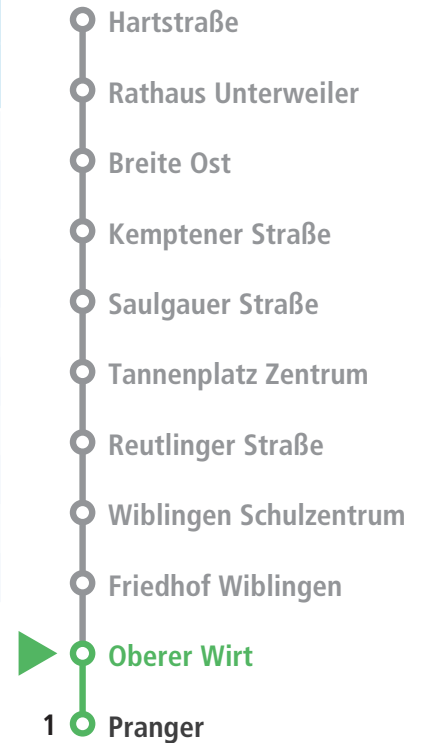 Hartstraße
Rathaus Unterweiler
Breite Ost
Kemptener Straße
Saulgauer Straße
Tannenplatz Zentrum
Reutlinger Straße
Wiblingen Schulzentrum
Friedhof Wiblingen
Oberer Wirt
1 Pranger